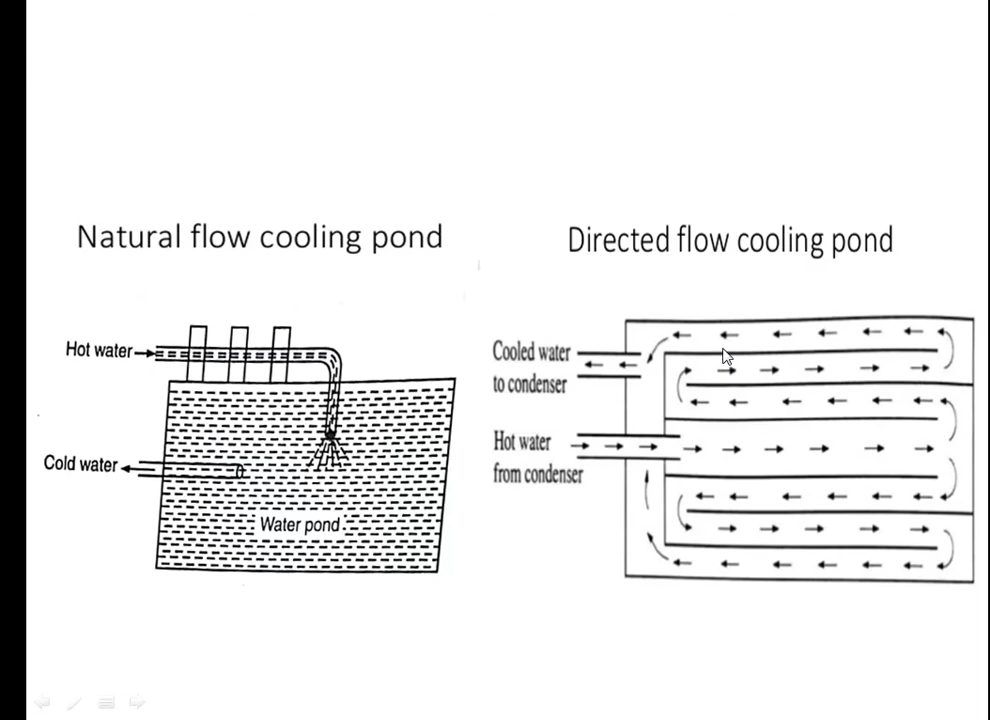 Natural flow cooling pond
Hot water
Cold water
Water pond
Directed flow cooling pond
Cooled water
to condenser
Hot water
from condenser